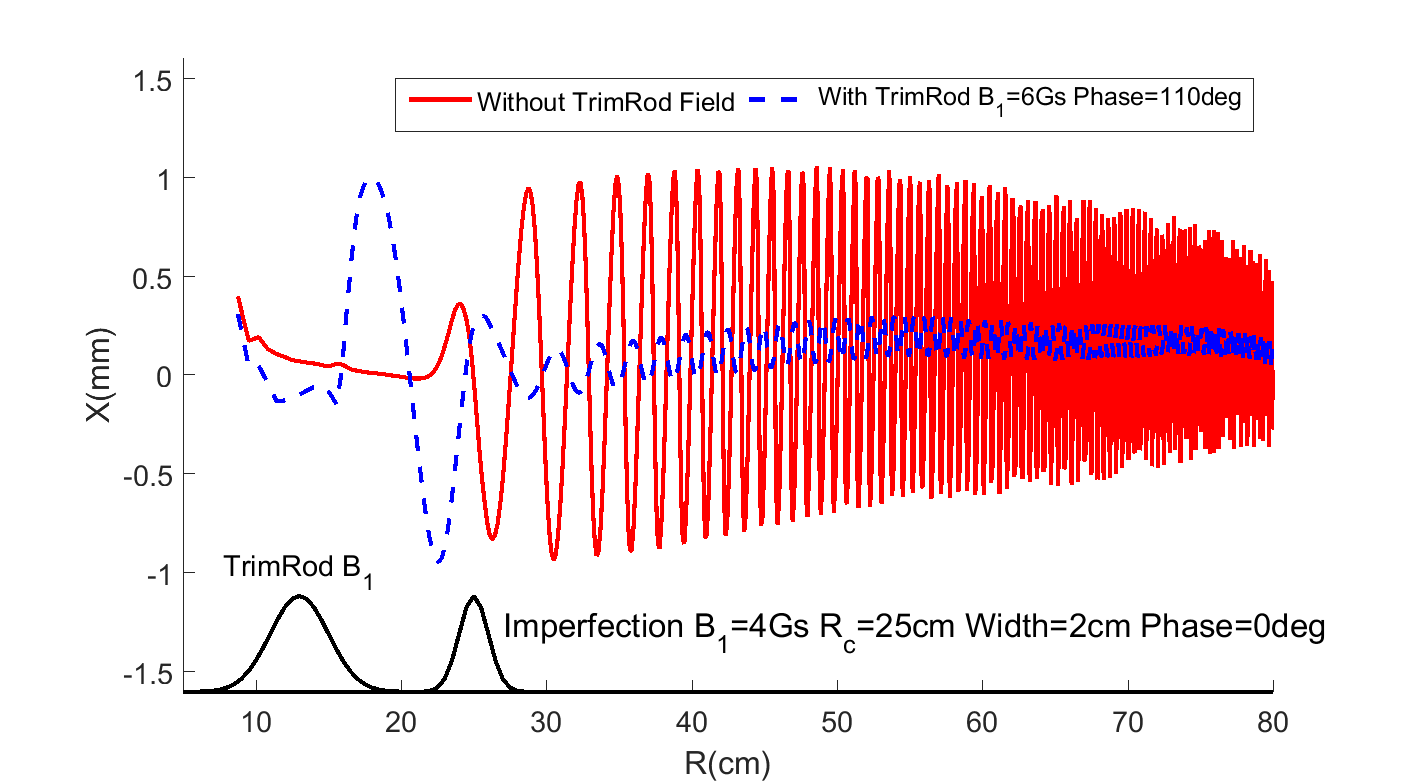 1.5
Without TrimRod Field
With TrimRod B1=6Gs Phase=110deg
1
0.5
0
-0.5
-1
-1.5
X(mm)
TrimRod B1
Imperfection B1=4Gs Rc=25cm Width=2cm Phase=0deg
10 20 30 40 50 60 70 80
R(cm)